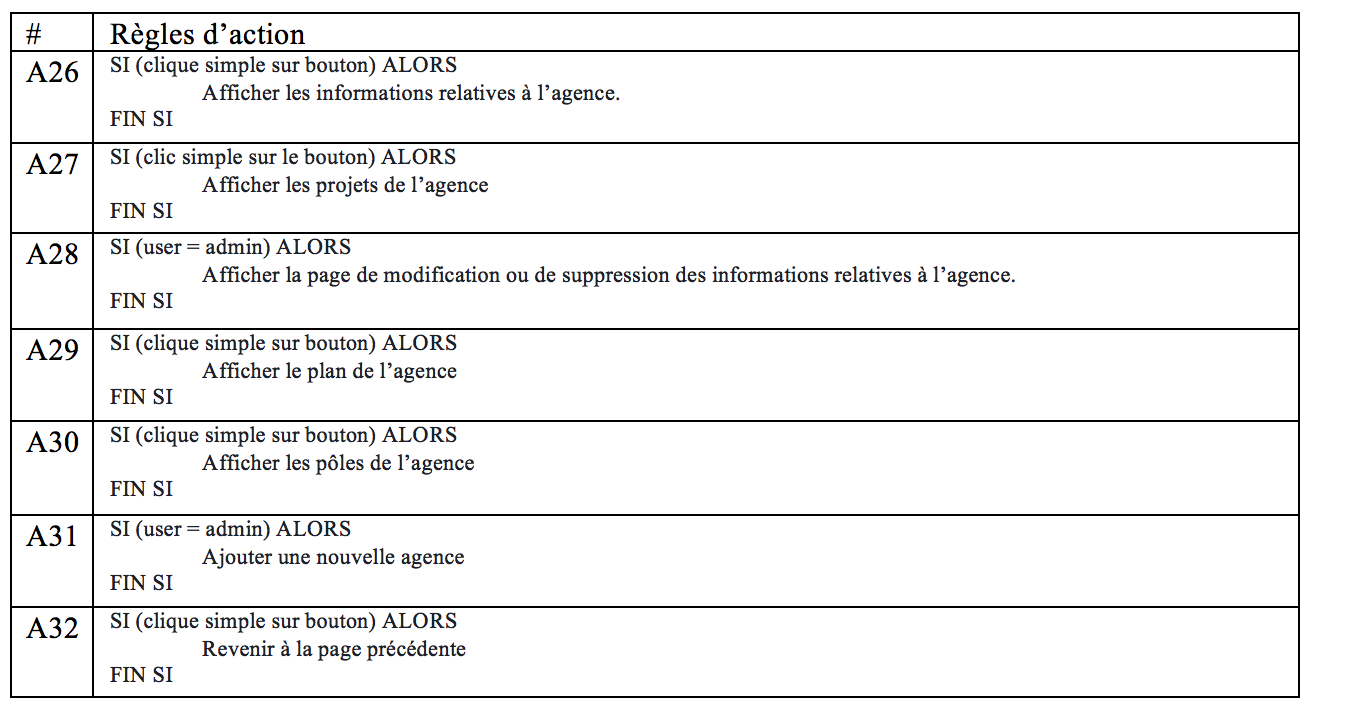 # Règles d’action
A26 SI (clique simple sur bouton) ALORS
Afficher les informations relatives à l’agence.
FIN SI
A27 SI (clic simple sur le bouton) ALORS
Afficher les projets de l’agence
FIN SI
A28 SI (user = admin) ALORS
Afficher la page de modification ou de suppression des informations relatives à l’agence.
FIN SI
A29 SI (clique simple sur bouton) ALORS
Afficher le plan de l’agence
FIN SI
A30 SI (clique simple sur bouton) ALORS
Afficher les pôles de l’agence
FIN SI
A31 SI (user = admin) ALORS
Ajouter une nouvelle agence
FIN SI
A32 SI (clique simple sur bouton) ALORS
Revenir à la page précédente
FIN SI